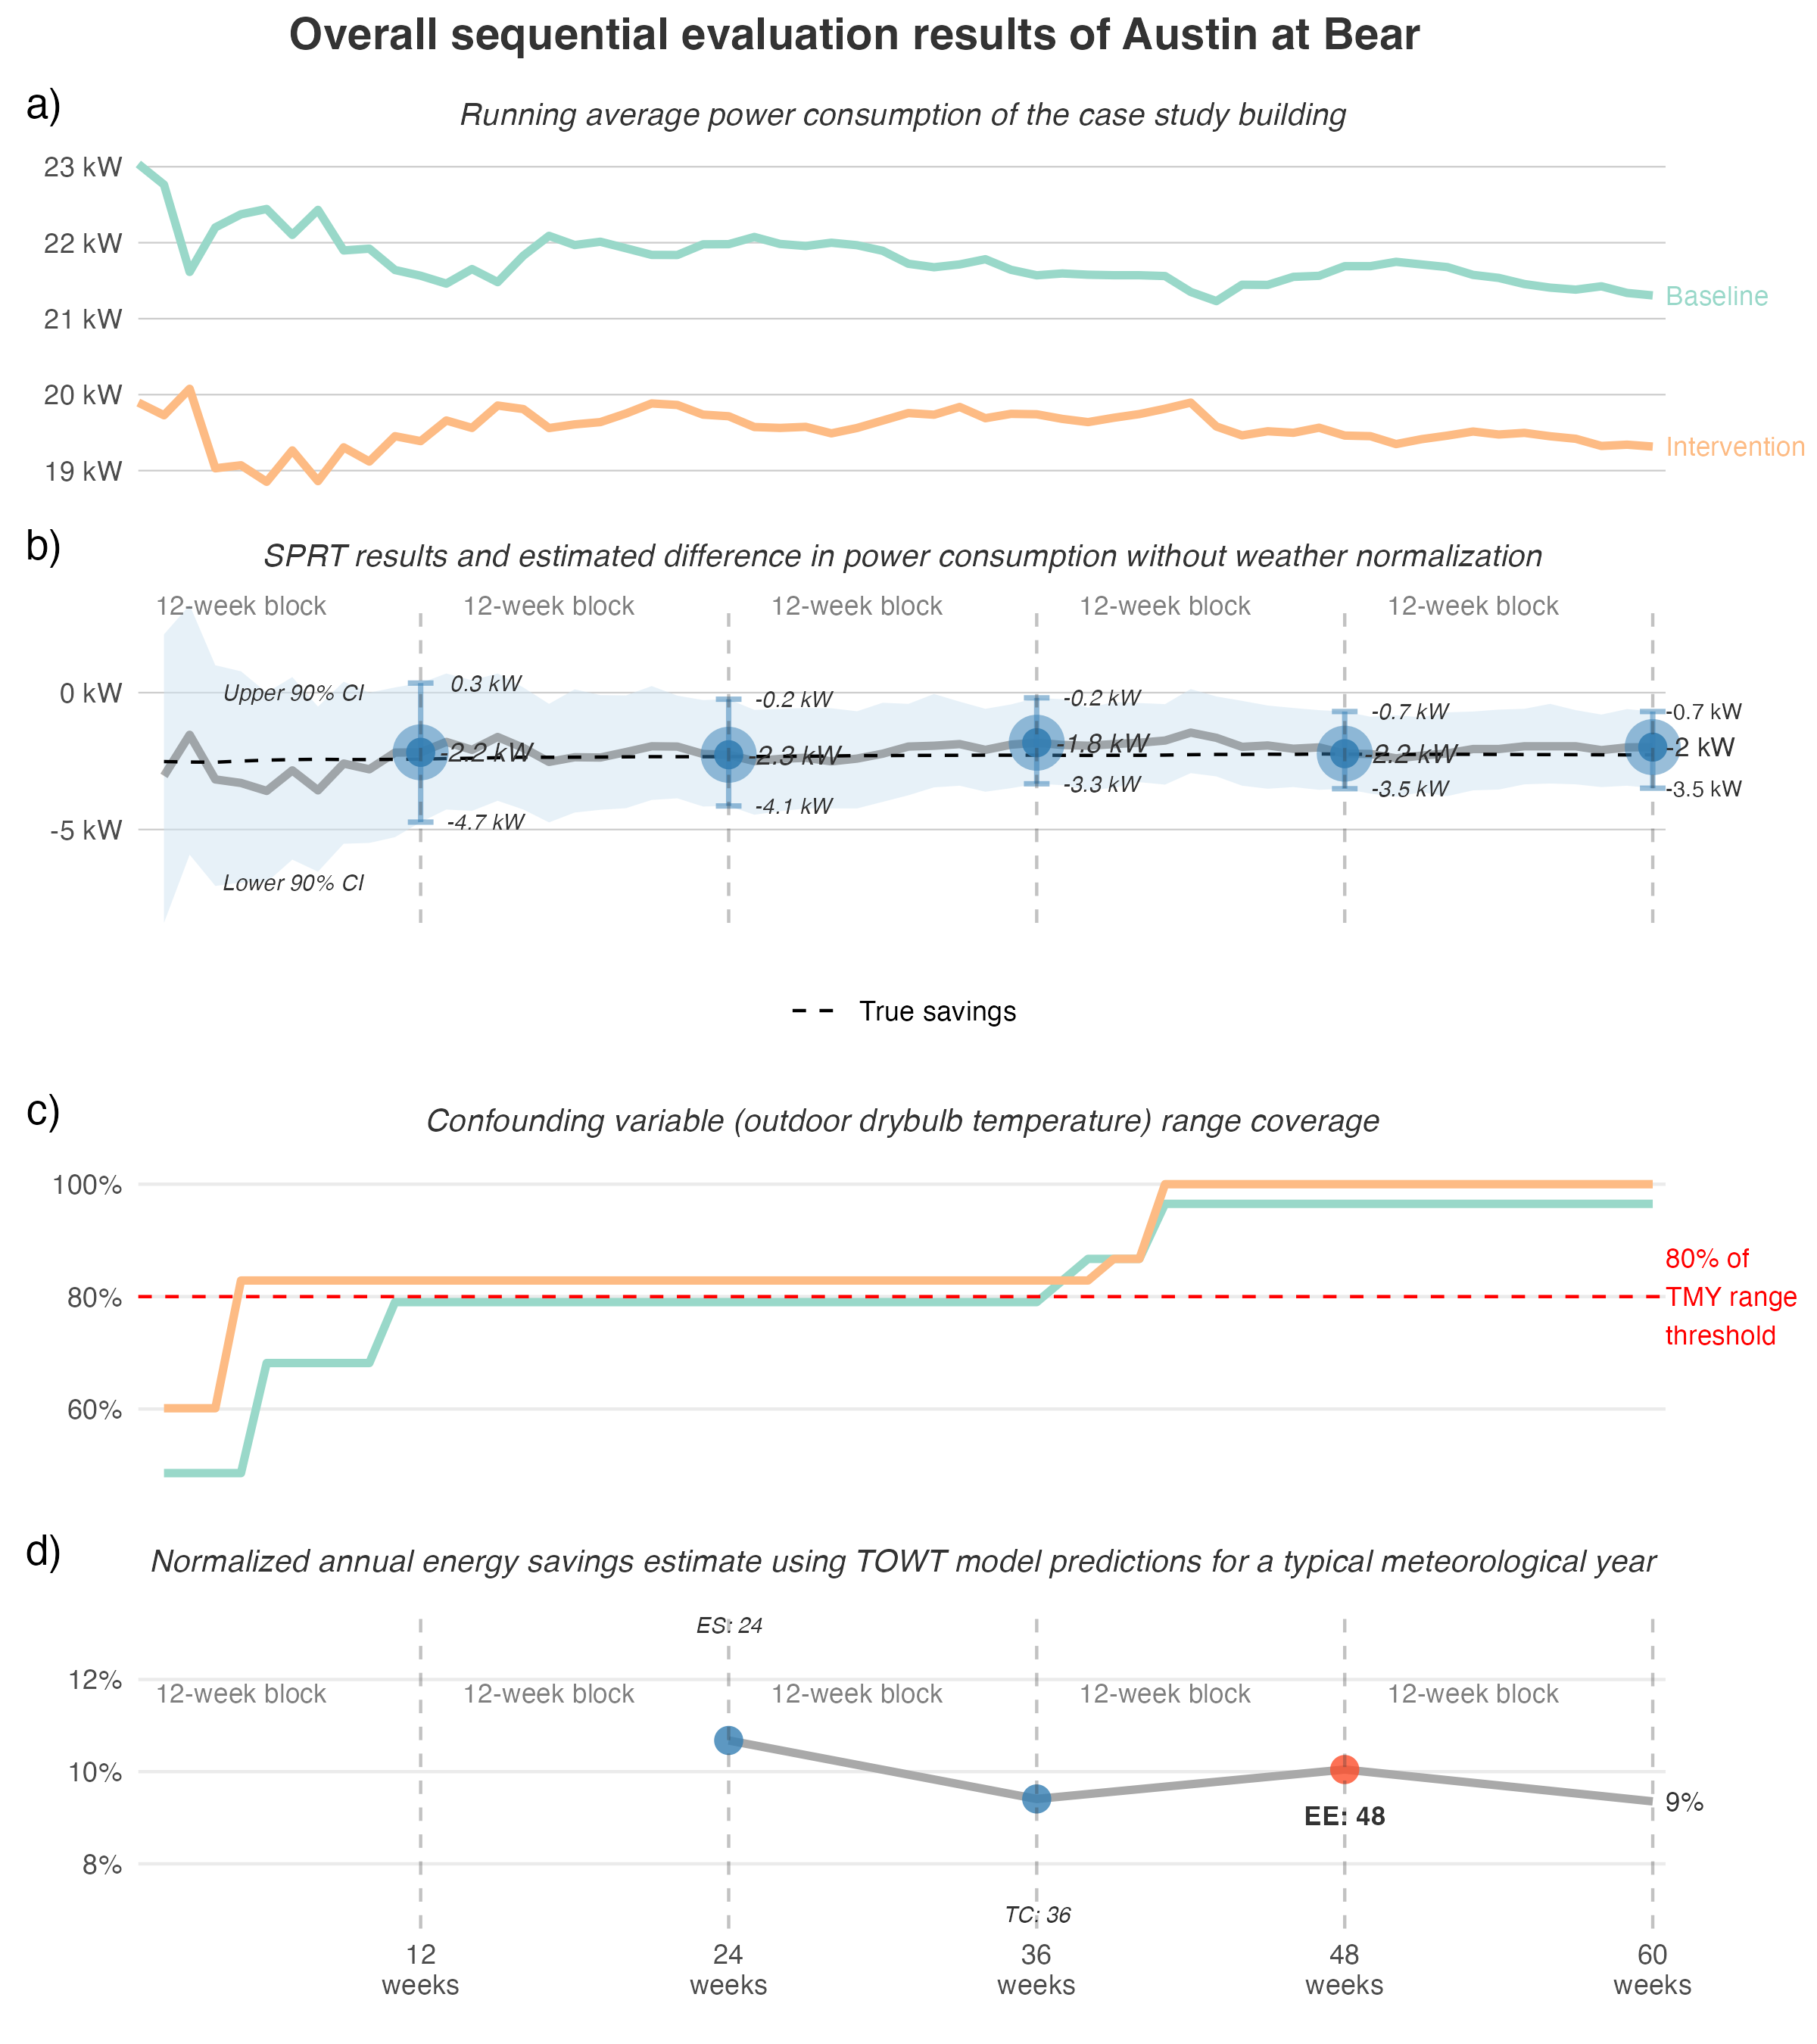 Overall sequential evaluation results of Austin at Bear
a)
Running average power consumption of the case study building
23 kW
22 kW
21 kW
20 kW
19 kW
Baseline
Intervention
b)
SPRT results and estimated difference in power consumption without weather normalization
12-week block 12-week block 12-week block 12-week block 12-week block
0 kW
-5 kW
Upper 90% CI
Lower 90% CI
0.3 kW
-2.2 kW
-4.7 kW
-0.2 kW
-2.3 kW
-4.1 kW
-0.2 kW
-1.8 kW
-3.3 kW
-0.7 kW
-2.2 kW
-3.5 kW
-0.7 kW
-2 kW
-3.5 kW
True savings
c)
Confounding variable (outdoor drybulb temperature) range coverage
100%
80%
60%
80% of
TMY range
threshold
d)
Normalized annual energy savings estimate using TOWT model predictions for a typical meteorological year
ES: 24
12%
10%
8%
12-week block 12-week block 12-week block 12-week block 12-week block
EE: 48
9%
TC: 36
12 24 36 48 60
weeks weeks weeks weeks weeks